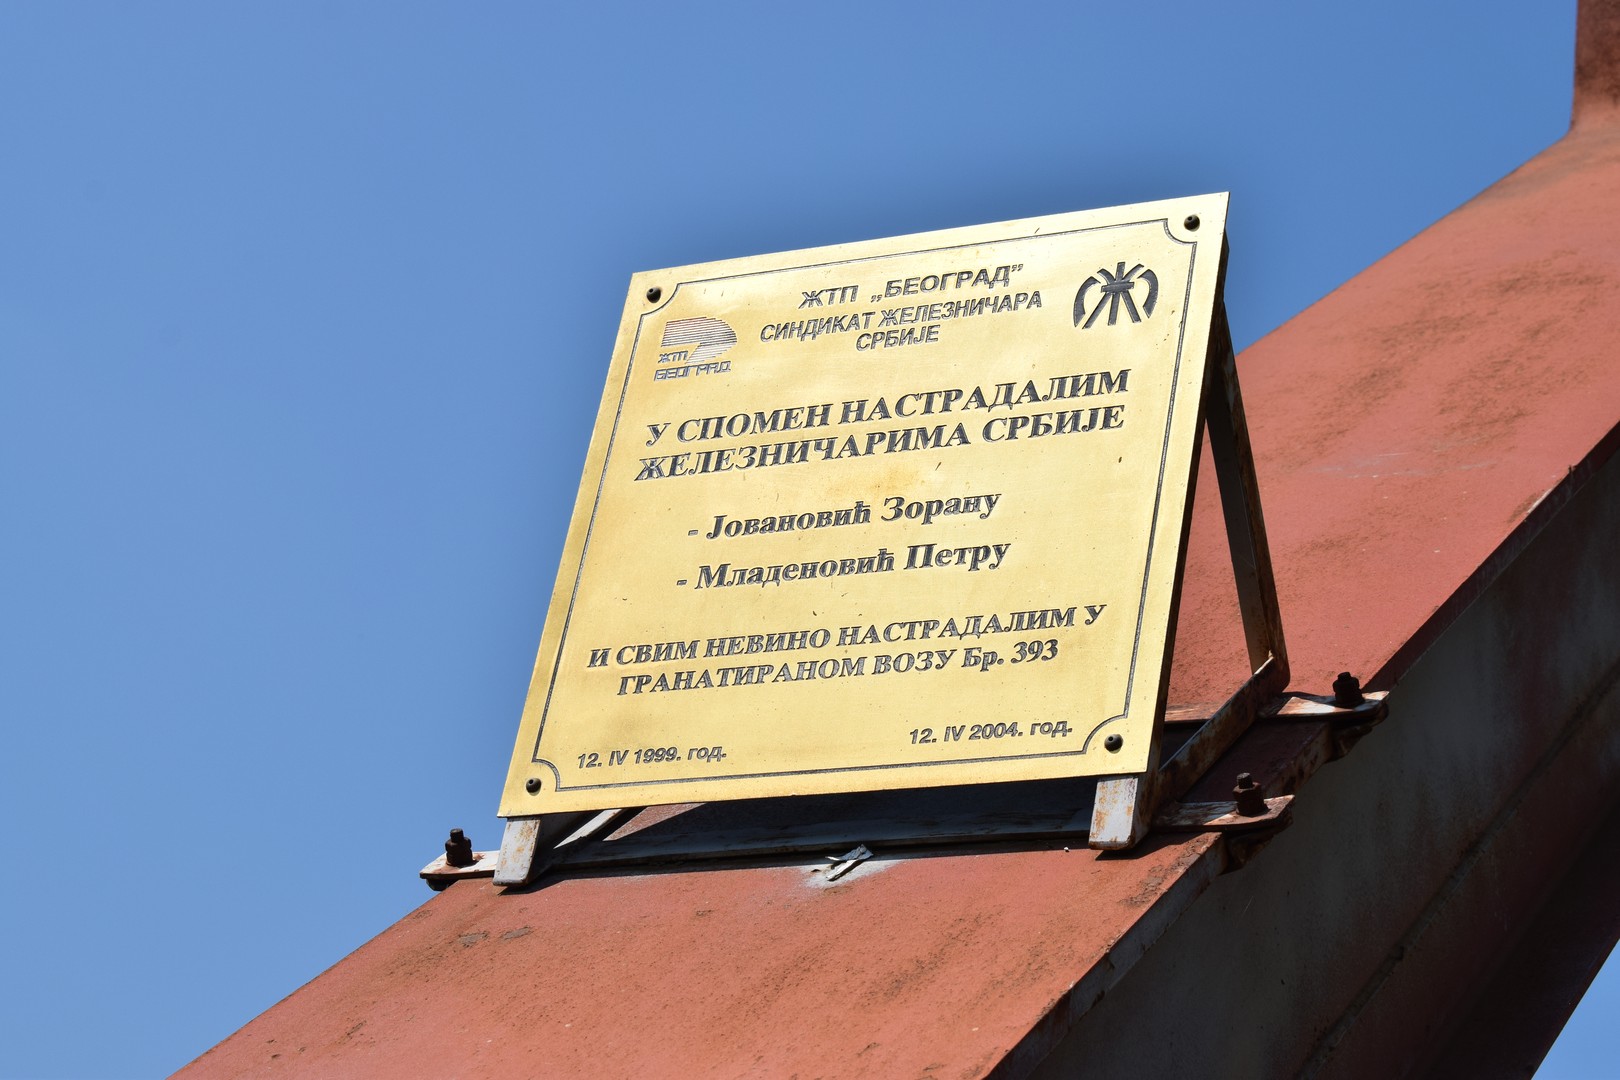 ЖТП „БЕОГРАД”
СИНДИКАТ ЖЕЛЕЗНИЧАРА
СРБИЈЕ
ЖТП
БЕОГРАД
У СПОМЕН НАСТРАДАЛИМ
ЖЕЛЕЗНИЧАРИМА СРБИЈЕ
- Јовановић Зорану
- Младеновић Петру
И СВИМ НЕВИНО НАСТРАДАЛИМ У
ГРАНАТИРАНОМ ВОЗУ Бр. 393
12. IV 1999. год.
12. IV 2004. год.